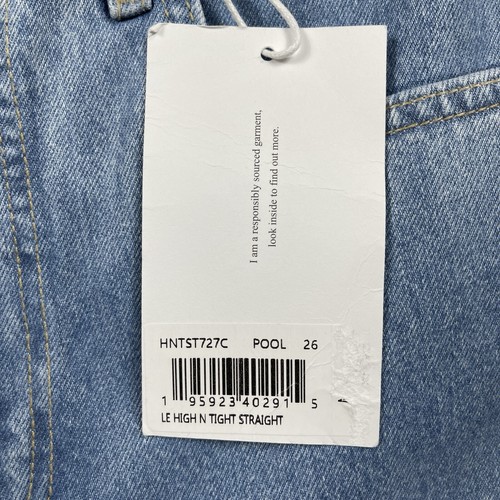 I am a responsibly sourced garment,
look inside to find out more.
HNTST727C POOL 26
1 95923 40291 5
LE HIGH N TIGHT STRAIGHT